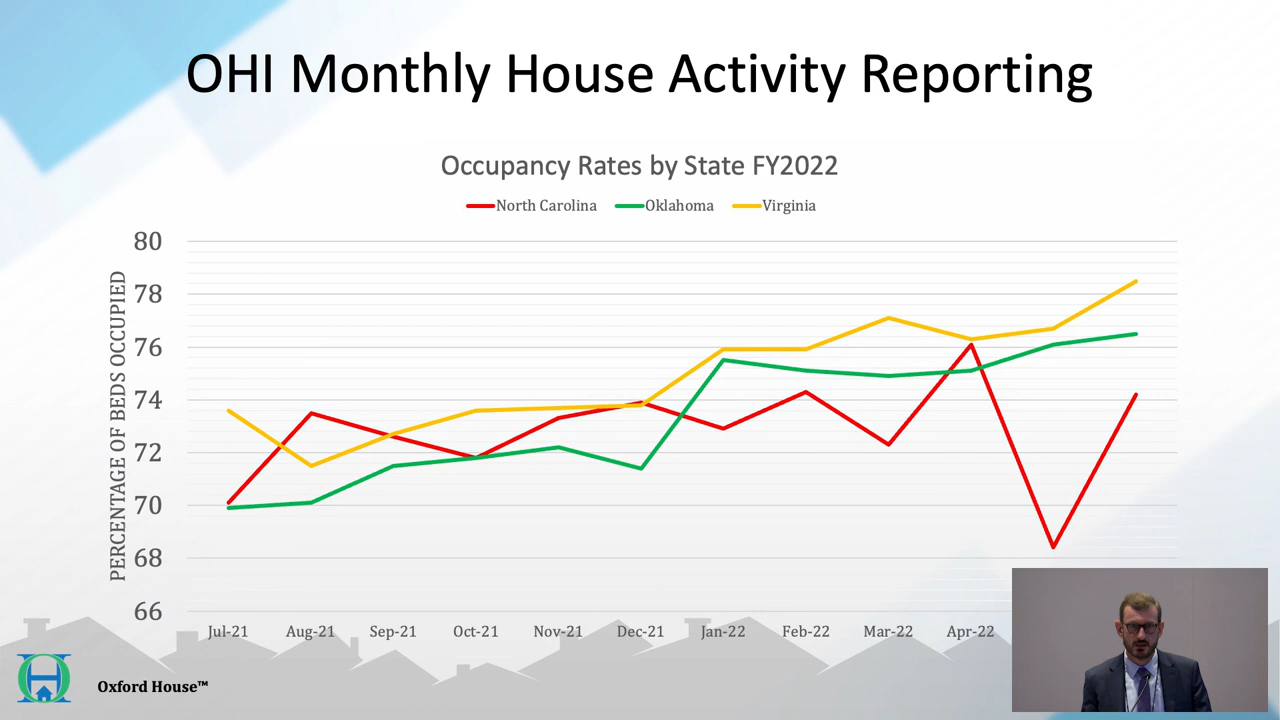 OHI Monthly House Activity Reporting
Occupancy Rates by State FY2022
North Carolina Oklahoma Virginia
PERCENTAGE OF BEDS OCCUPIED
80
78
76
74
72
70
68
66
Jul-21 Aug-21 Sep-21 Oct-21 Nov-21 Dec-21 Jan-22 Feb-22 Mar-22 Apr-22
Oxford House™